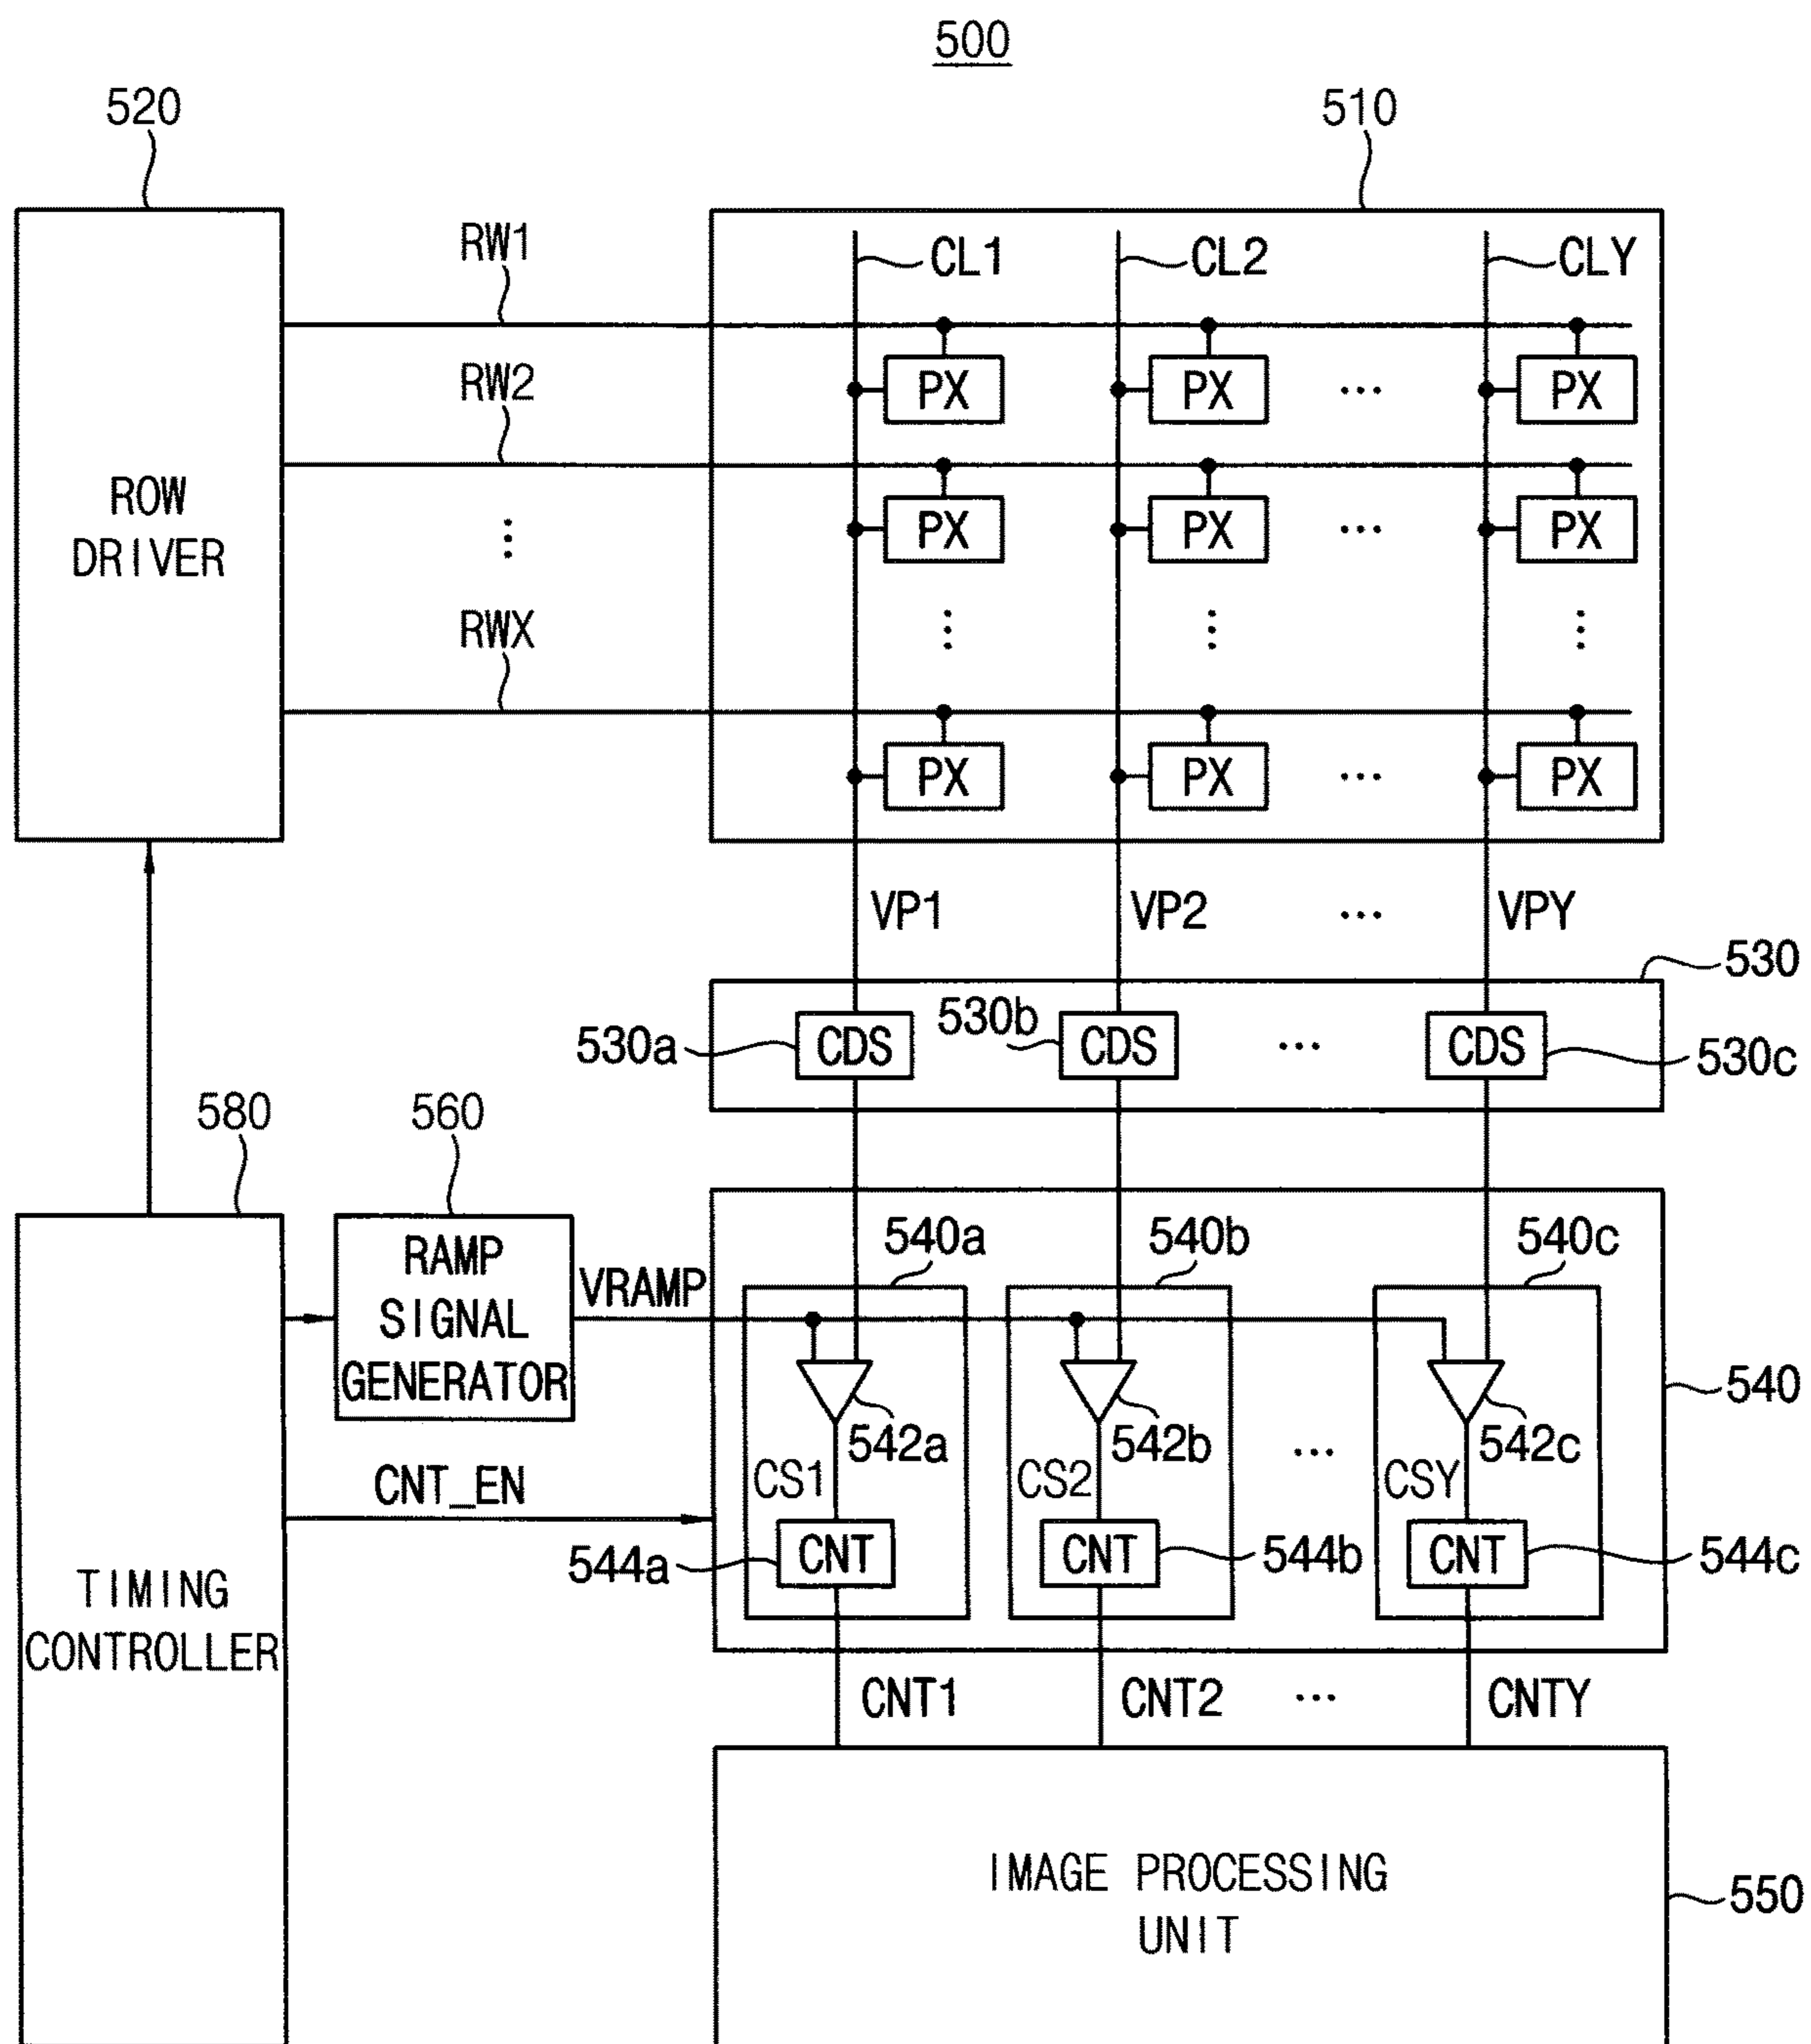 500
520
510
RW1
CL1
CL2
CLY
RW2
PX
PX
...
PX
ROW
DRIVER
PX
PX
...
PX
RWX
PX
PX
...
PX
VP1
VP2
...
VPY
530
530a
CDS
530b
CDS
...
CDS
530c
580
560
RAMP
SIGNAL
GENERATOR
VRAMP
540a
540b
540c
540
542a
542b
542c
CS1
CS2
...
CSY
CNT_EN
544a
CNT
CNT
544b
CNT
544c
TIMING
CONTROLLER
CNT1
CNT2
...
CNTY
IMAGE PROCESSING
UNIT
550